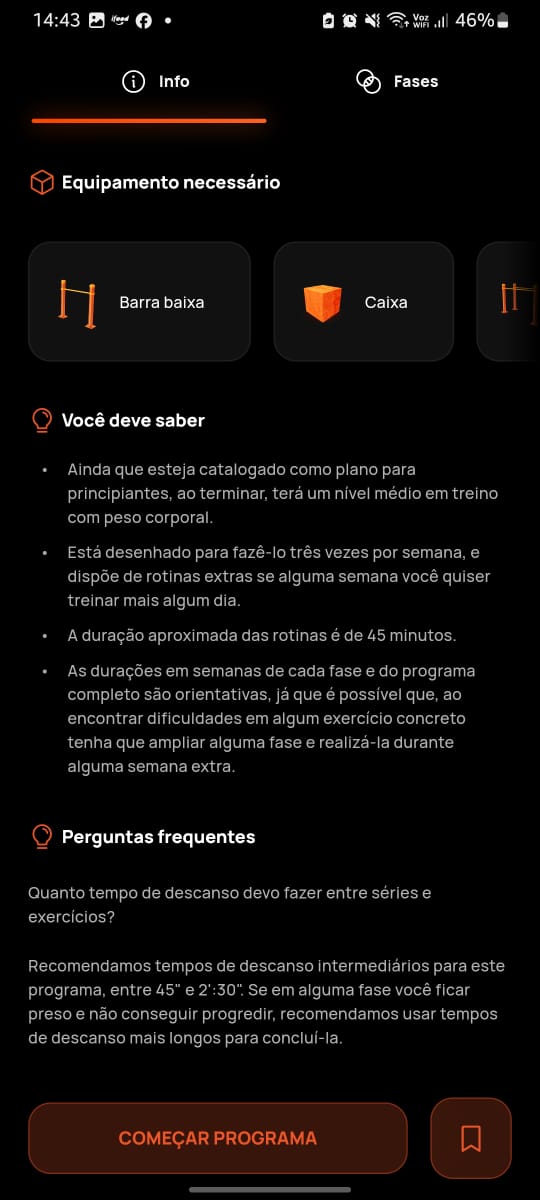 14:43 ifood Voz WiFi 46%
Info Fases
Equipamento necessário
Barra baixa Caixa
Você deve saber
• Ainda que esteja catalogado como plano para
principiantes, ao terminar, terá um nível médio em treino
com peso corporal.
• Está desenhado para fazê-lo três vezes por semana, e
dispõe de rotinas extras se alguma semana você quiser
treinar mais algum dia.
• A duração aproximada das rotinas é de 45 minutos.
• As durações em semanas de cada fase e do programa
completo são orientativas, já que é possível que, ao
encontrar dificuldades em algum exercício concreto
tenha que ampliar alguma fase e realizá-la durante
alguma semana extra.
Perguntas frequentes
Quanto tempo de descanso devo fazer entre séries e
exercícios?
Recomendamos tempos de descanso intermediários para este
programa, entre 45" e 2':30". Se em alguma fase você ficar
preso e não conseguir progredir, recomendamos usar tempos
de descanso mais longos para concluí-la.
COMEÇAR PROGRAMA